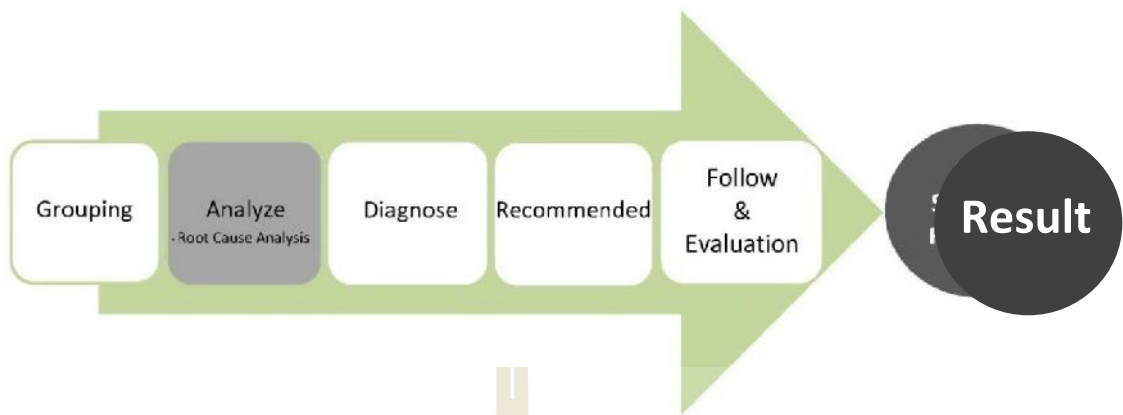 Grouping
Analyze
- Root Cause Analysis
Diagnose
Recommended
Follow
&
Evaluation
Result